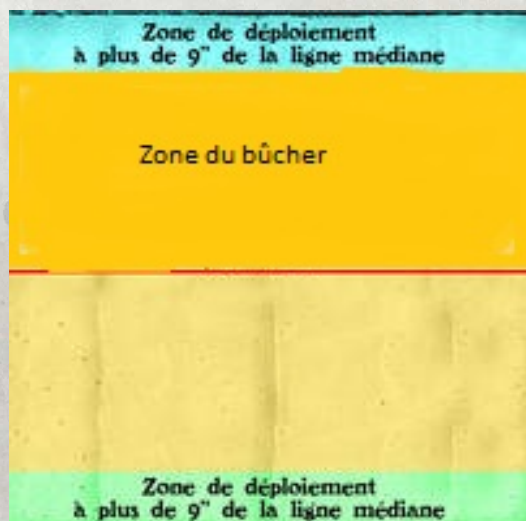 Zone de déploiement
à plus de 9" de la ligne médiane
Zone du bûcher
Zone de déploiement
à plus de 9" de la ligne médiane